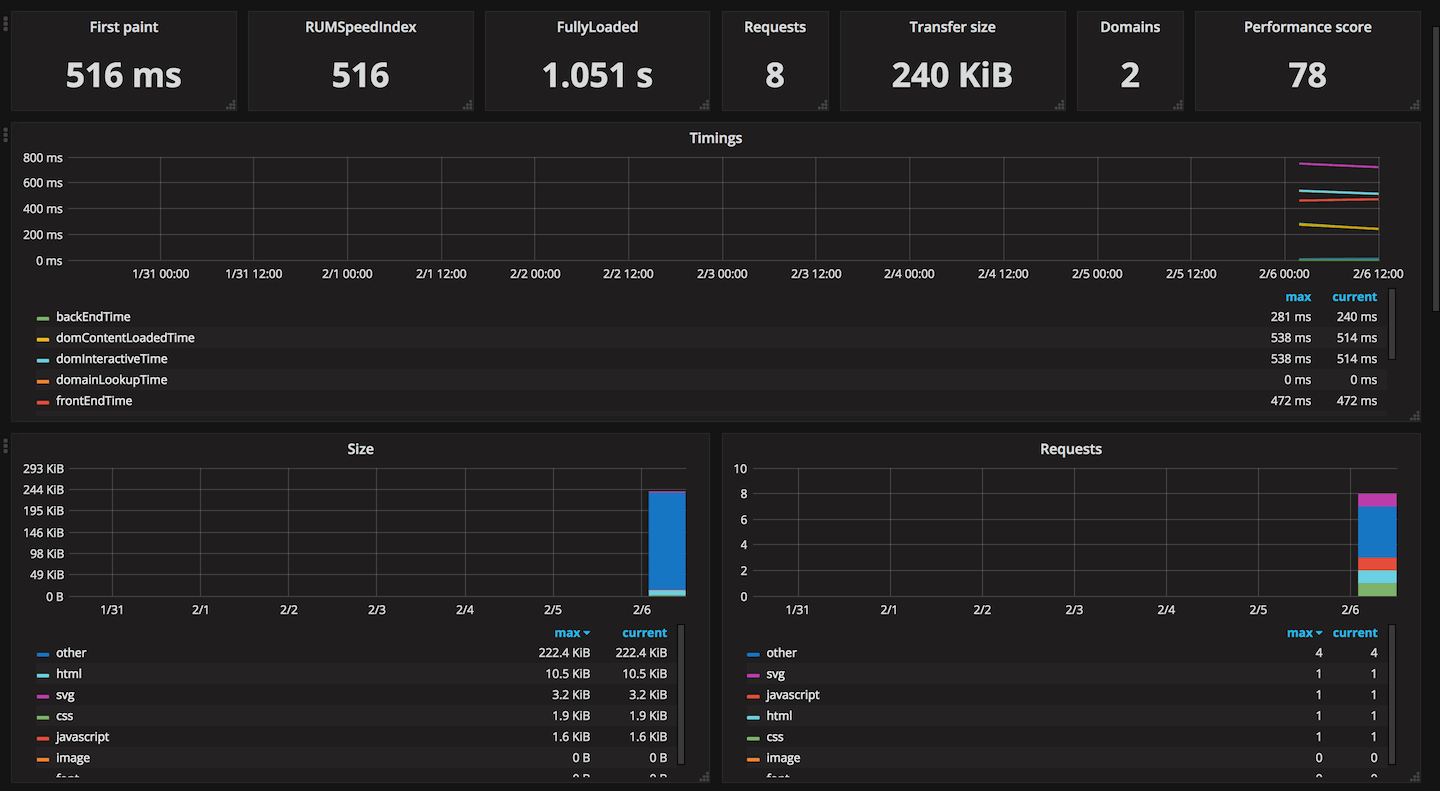 First paint RUMSpeedIndex FullyLoaded Requests Transfer size Domains Performance score
516 ms 516 1.051 s 8 240 KiB 2 78
Timings
800 ms
600 ms
400 ms
200 ms
0 ms
1/31 00:00 1/31 12:00 2/1 00:00 2/1 12:00 2/2 00:00 2/2 12:00 2/3 00:00 2/3 12:00 2/4 00:00 2/4 12:00 2/5 00:00 2/5 12:00 2/6 00:00 2/6 12:00
max current
backEndTime 281 ms 240 ms
domContentLoadedTime 538 ms 514 ms
domInteractiveTime 538 ms 514 ms
domainLookupTime 0 ms 0 ms
frontEndTime 472 ms 472 ms
Size
293 KiB
244 KiB
195 KiB
146 KiB
98 KiB
49 KiB
0 B
1/31 2/1 2/2 2/3 2/4 2/5 2/6
max current
other 222.4 KiB 222.4 KiB
html 10.5 KiB 10.5 KiB
svg 3.2 KiB 3.2 KiB
css 1.9 KiB 1.9 KiB
javascript 1.6 KiB 1.6 KiB
image 0 B 0 B
Requests
10
8
6
4
2
0
1/31 2/1 2/2 2/3 2/4 2/5 2/6
max current
other 4 4
svg 1 1
javascript 1 1
html 1 1
css 1 1
image 0 0